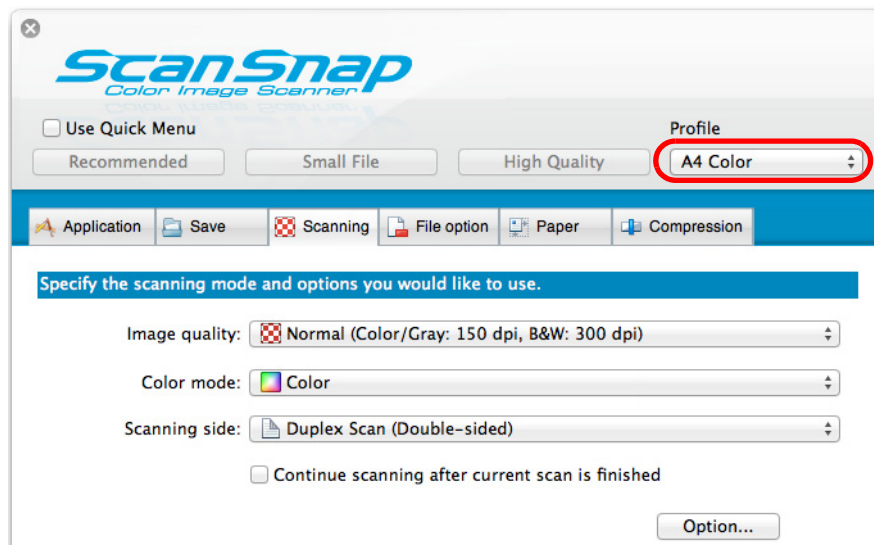 ScanSnap
Color Image Scanner
Use Quick Menu Profile
Recommended Small File High Quality A4 Color
Application Save Scanning File option Paper Compression
Specify the scanning mode and options you would like to use.
Image quality: Normal (Color/Gray: 150 dpi, B&W: 300 dpi)
Color mode: Color
Scanning side: Duplex Scan (Double-sided)
Continue scanning after current scan is finished
Option...